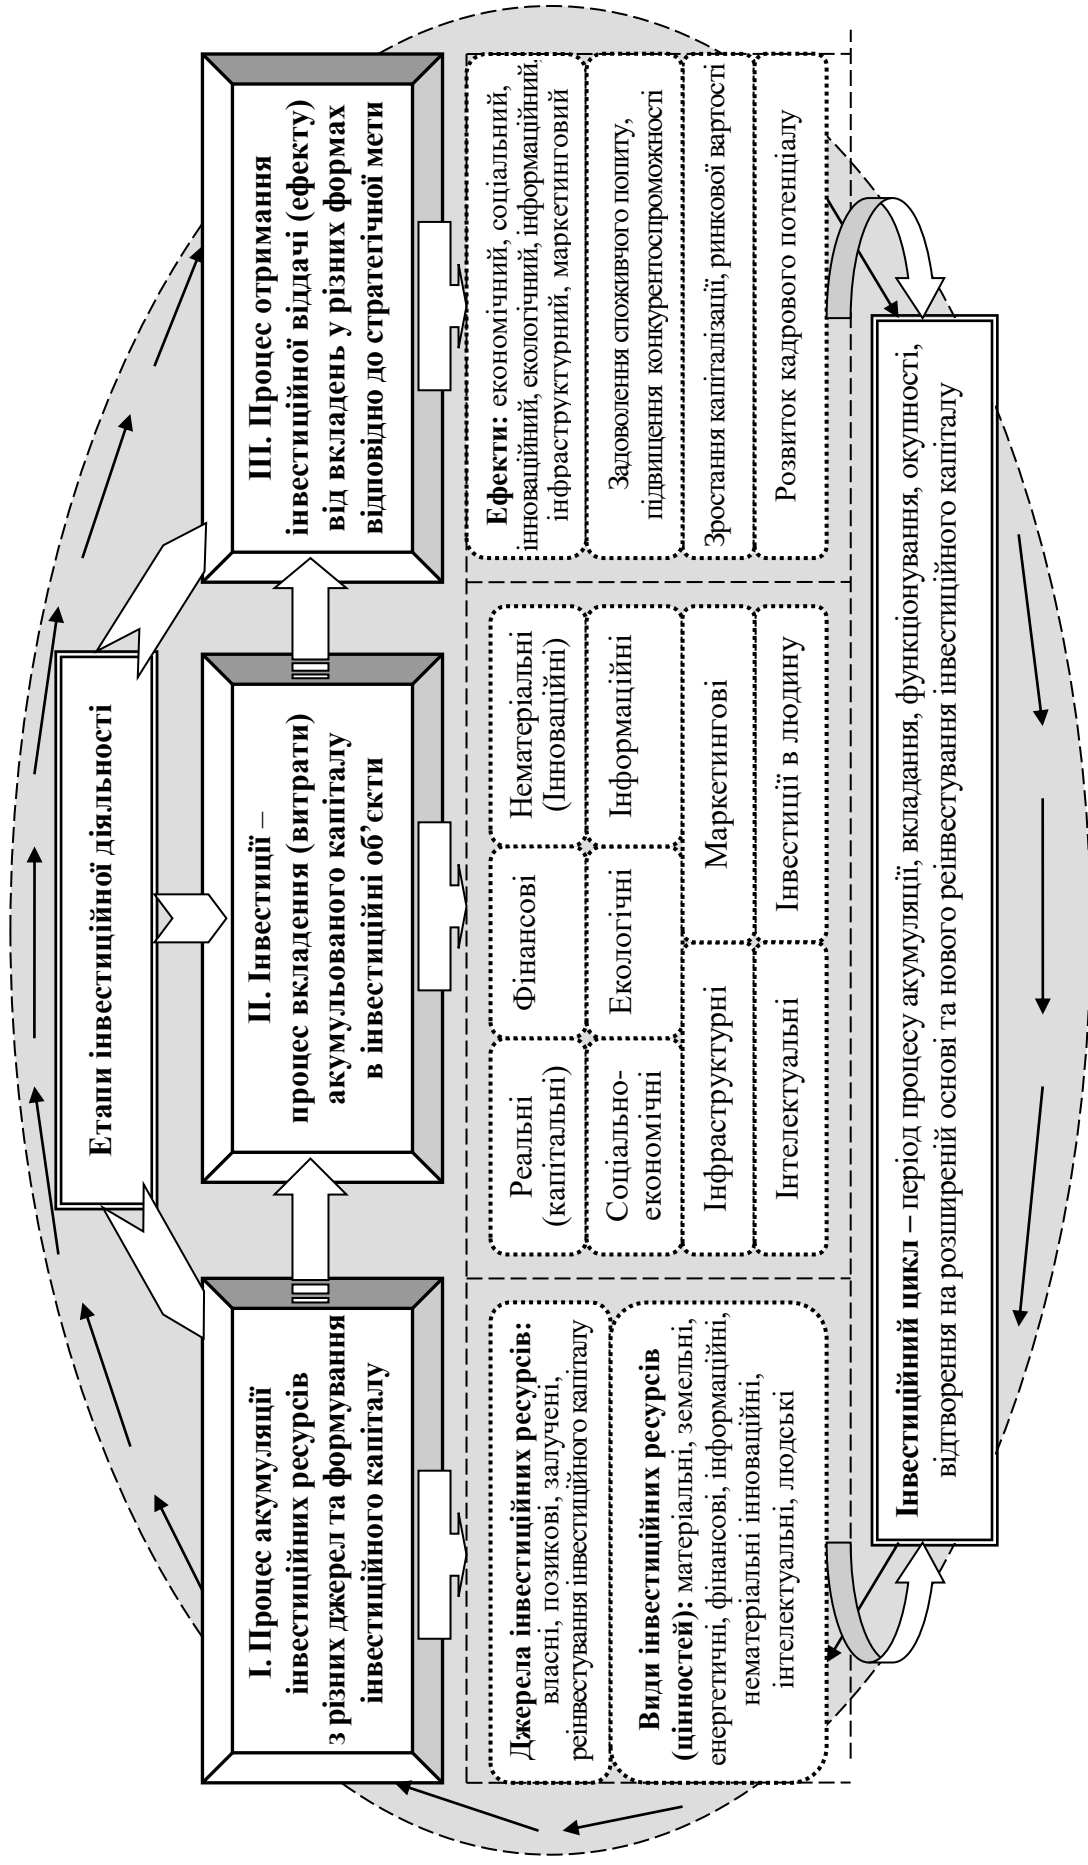 Етапи інвестиційної діяльності
І. Процес акумуляції
інвестиційних ресурсів
з різних джерел та формування
інвестиційного капіталу
ІІ. Інвестиції –
процес вкладення (витрати)
акумульованого капіталу
в інвестиційні об’єкти
ІІІ. Процес отримання
інвестиційної віддачі (ефекту)
від вкладень у різних формах
відповідно до стратегічної мети
Джерела інвестиційних ресурсів:
власні, позикові, залучені,
реінвестування інвестиційного капіталу
Види інвестиційних ресурсів
(цінностей): матеріальні, земельні,
енергетичні, фінансові, інформаційні,
нематеріальні інноваційні,
інтелектуальні, людські
Реальні
(капітальні)
Фінансові
Нематеріальні
(Інноваційні)
Соціально-
економічні
Екологічні
Інформаційні
Інфраструктурні
Маркетингові
Інтелектуальні
Інвестиції в людину
Ефекти: економічний, соціальний,
інноваційний, екологічний, інформаційний,
інфраструктурний, маркетинговий
Задоволення споживчого попиту,
підвищення конкурентоспроможності
Зростання капіталізації, ринкової вартості
Розвиток кадрового потенціалу
Інвестиційний цикл – період процесу акумуляції, вкладання, функціонування, окупності,
відтворення на розширеній основі та нового реінвестування інвестиційного капіталу